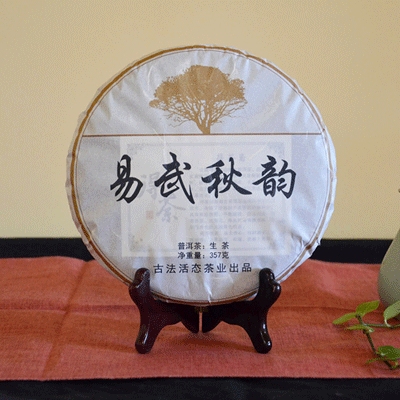 易武秋韵
普洱茶：生茶
净重量：357克
古法活态茶业出品